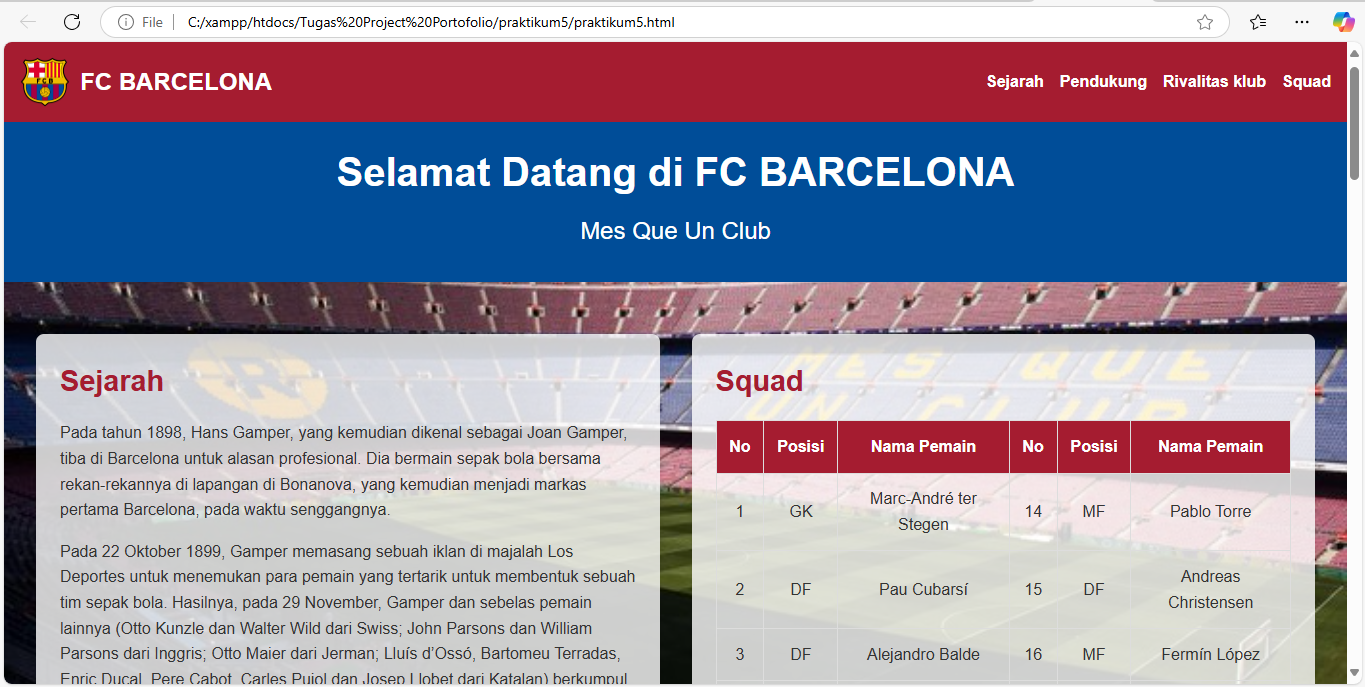 File
C:/xampp/htdocs/Tugas%20Project%20Portofolio/praktikum5/praktikum5.html
FC BARCELONA
Sejarah Pendukung Rivalitas klub Squad
Selamat Datang di FC BARCELONA
Mes Que Un Club
Sejarah
Pada tahun 1898, Hans Gamper, yang kemudian dikenal sebagai Joan Gamper,
tiba di Barcelona untuk alasan profesional. Dia bermain sepak bola bersama
rekan-rekannya di lapangan di Bonanova, yang kemudian menjadi markas
pertama Barcelona, pada waktu senggangnya.
Pada 22 Oktober 1899, Gamper memasang sebuah iklan di majalah Los
Deportes untuk menemukan para pemain yang tertarik untuk membentuk sebuah
tim sepak bola. Hasilnya, pada 29 November, Gamper dan sebelas pemain
lainnya (Otto Kunzle dan Walter Wild dari Swiss; John Parsons dan William
Parsons dari Inggris; Otto Maier dari Jerman; Lluís d’Ossó, Bartomeu Terradas,
Enric Ducal, Pere Cabot, Carles Pujol dan Josep Llobet dari Katalan) berkumpul
Squad
No Posisi Nama Pemain No Posisi Nama Pemain
1 GK Marc-André ter Stegen 14 MF Pablo Torre
2 DF Pau Cubarsí 15 DF Andreas Christensen
3 DF Alejandro Balde 16 MF Fermín López
MES QUE
UN CLUB